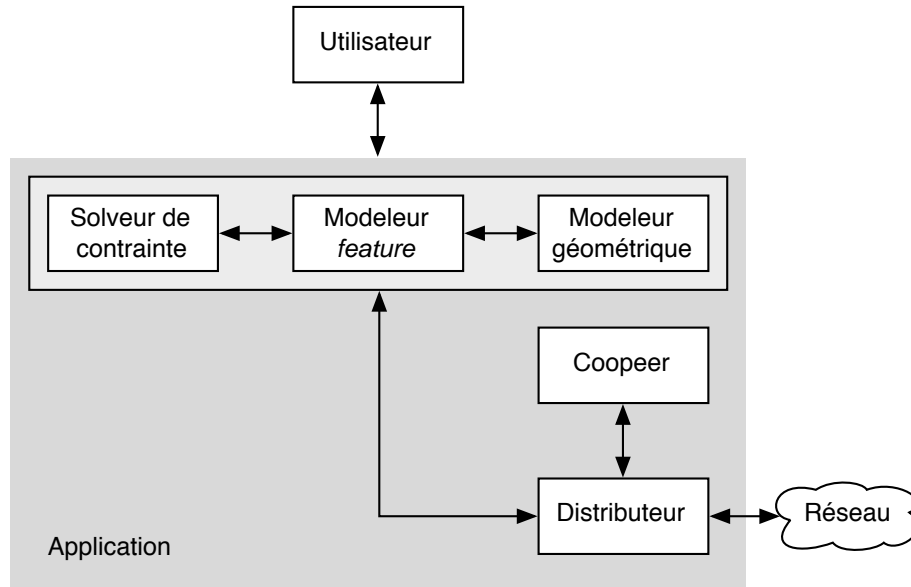 Utilisateur
Solveur de
contrainte
Modeleur
feature
Modeleur
géométrique
Coopeer
Distributeur
Réseau
Application